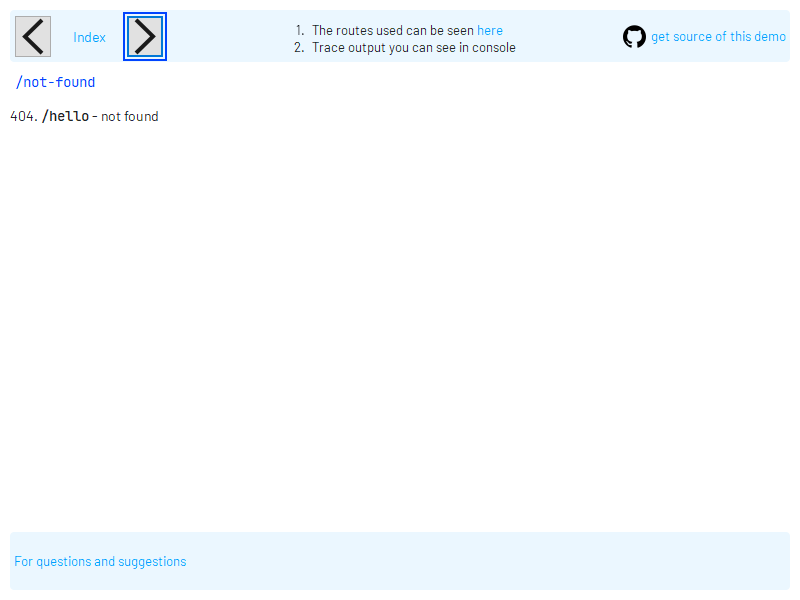 Index
1. The routes used can be seen here
2. Trace output you can see in console
get source of this demo
/not-found
404. /hello - not found
For questions and suggestions